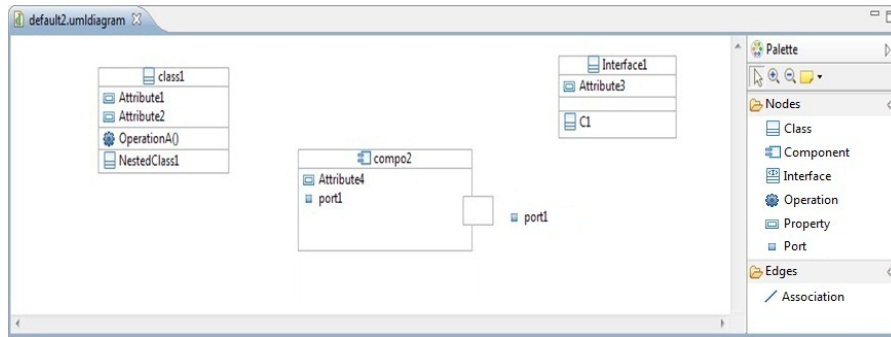 default2.umldiagram
class1
Attribute1
Attribute2
OperationA()
NestedClass1
compo2
Attribute4
port1
port1
Interface1
Attribute3
C1
Palette
Nodes
Class
Component
Interface
Operation
Property
Port
Edges
Association